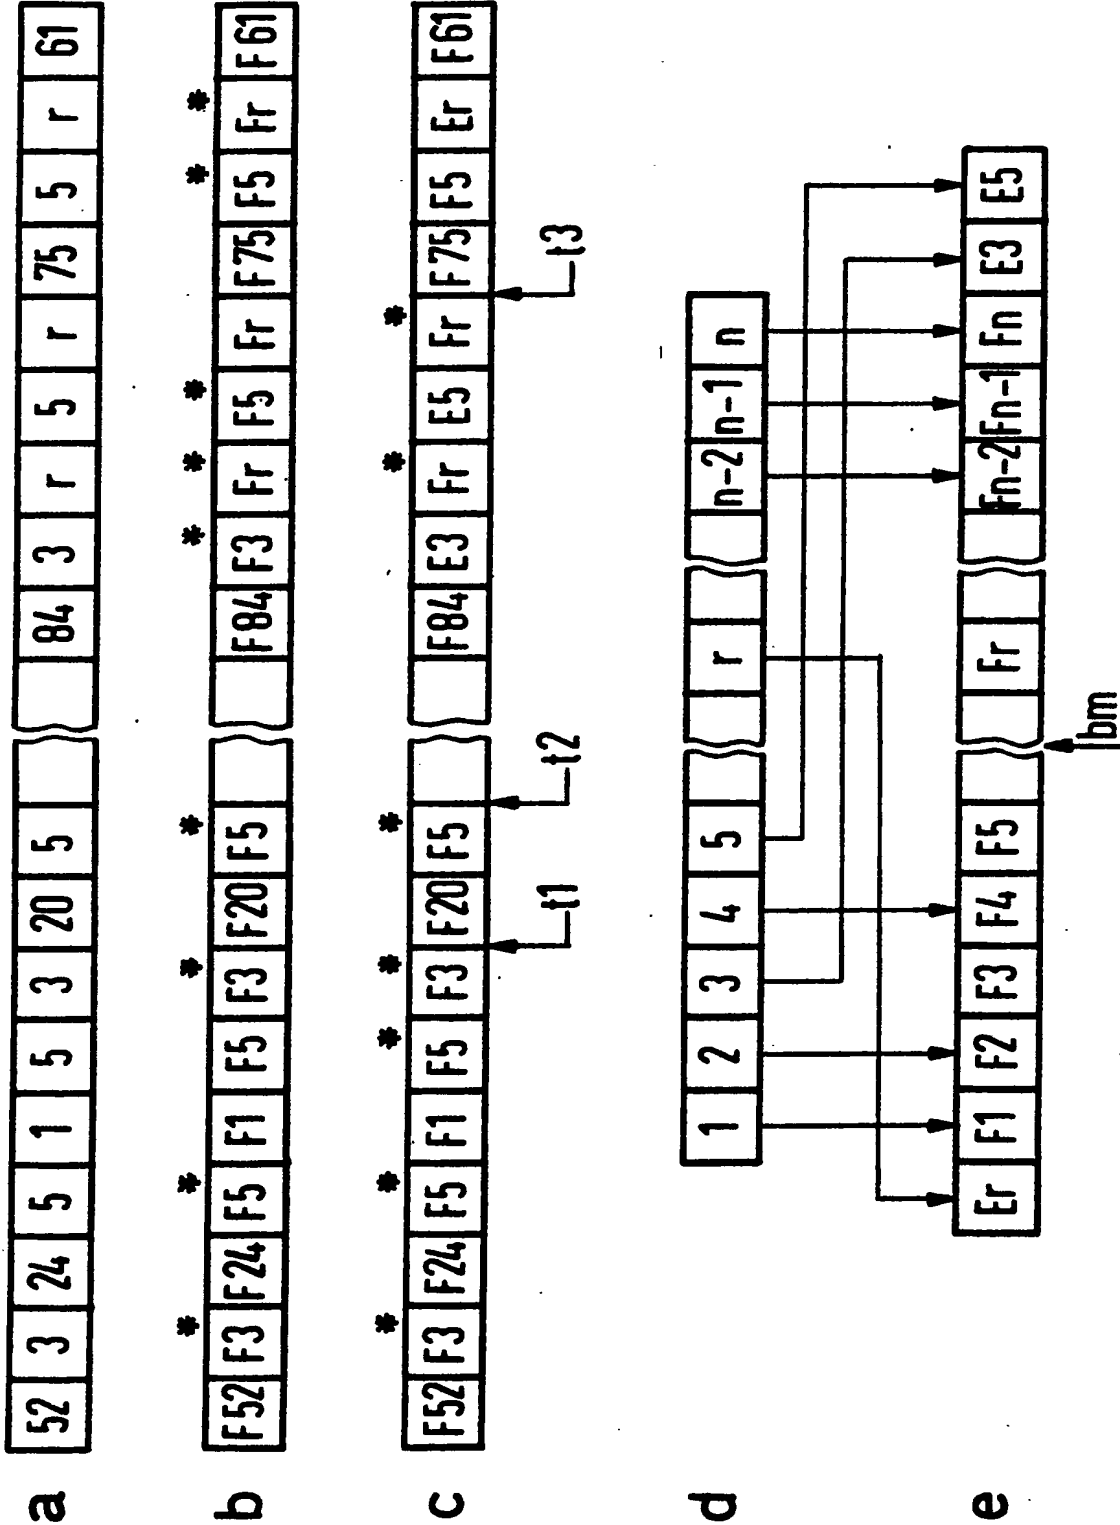 a 52 3 24 5 1 5 3 20 5 84 3 r 5 r 75 5 r 61
* * * * * * * * *
b F52 F3 F24 F5 F1 F5 F3 F20 F5 F84 F3 Fr F5 Fr F75 F5 Fr F61
* * * * * * *
c F52 F3 F24 F5 F1 F5 F3 F20 F5 F84 E3 Fr E5 Fr F75 F5 Er F61
t1 t2 t3
d 1 2 3 4 5 r n-2 n-1 n
e Er F1 F2 F3 F4 F5 Fr Fn-2 Fn-1 Fn E3 E5
bm